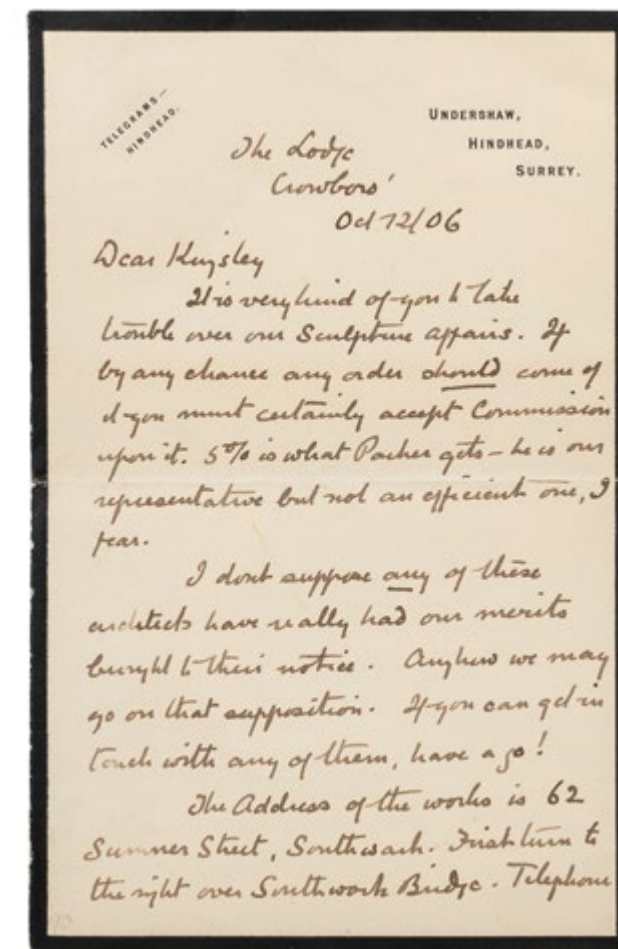 TELEGRAMS—
HINDHEAD.
UNDERSHAW,
HINDHEAD,
SURREY.
The Lodge
Crowboro'
Oct 12/06
Dear Kingsley
It is very kind of you to take
trouble over our Sculpture affairs. If
by any chance any order should come of
it you must certainly accept Commission
upon it. 5% is what Packer gets – he is our
representative but not an efficient one, I
fear.
I dont suppose any of these
architects have really had our merits
brought to their notice. Anyhow we may
go on that supposition. If you can get in
touch with any of them, have a go!
The Address of the works is 62
Sumner Street, Southwark. First turn to
the right over Southwark Bridge. Telephone